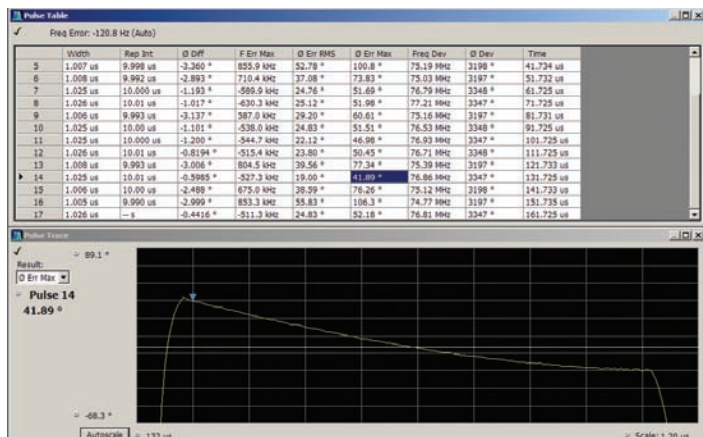 Pulse Table
Freq Error: -120.8 Hz (Auto)
Width Rep Int Ø Diff F Err Max Ø Err RMS Ø Err Max Freq Dev Ø Dev Time
5 1.007 us 9.998 us -3.360 ° 855.9 kHz 52.78 ° 100.8 ° 75.19 MHz 3198 ° 41.734 us
6 1.008 us 9.992 us -2.893 ° 710.4 kHz 37.08 ° 73.83 ° 75.03 MHz 3197 ° 51.732 us
7 1.025 us 10.000 us -1.193 ° -589.9 kHz 24.76 ° 51.69 ° 76.79 MHz 3348 ° 61.725 us
8 1.026 us 10.01 us -1.017 ° -630.3 kHz 25.12 ° 51.98 ° 77.21 MHz 3347 ° 71.725 us
9 1.006 us 9.993 us -3.137 ° 587.0 kHz 29.20 ° 60.61 ° 75.16 MHz 3197 ° 81.731 us
10 1.025 us 10.00 us -1.101 ° -538.0 kHz 24.83 ° 51.51 ° 76.53 MHz 3348 ° 91.725 us
11 1.025 us 10.000 us -1.200 ° -544.7 kHz 22.12 ° 46.98 ° 76.93 MHz 3347 ° 101.725 us
12 1.026 us 10.01 us -0.8194 ° -515.4 kHz 23.80 ° 50.45 ° 76.71 MHz 3348 ° 111.725 us
13 1.008 us 9.993 us -3.006 ° 804.5 kHz 39.56 ° 77.34 ° 75.39 MHz 3197 ° 121.733 us
14 1.025 us 10.01 us -0.5985 ° -527.3 kHz 19.00 ° 41.89 ° 76.86 MHz 3347 ° 131.725 us
15 1.006 us 10.00 us -2.488 ° 675.0 kHz 38.59 ° 76.26 ° 75.12 MHz 3198 ° 141.733 us
16 1.005 us 9.990 us -2.999 ° 853.3 kHz 55.83 ° 106.3 ° 74.77 MHz 3197 ° 151.735 us
17 1.026 us -- s -0.4416 ° -511.3 kHz 24.83 ° 52.18 ° 76.81 MHz 3347 ° 161.725 us
Pulse Trace
89.1 °
Result:
Ø Err Max
Pulse 14
41.89 °
-68.3 °
Autoscale 132 us Scale: 1.20 us